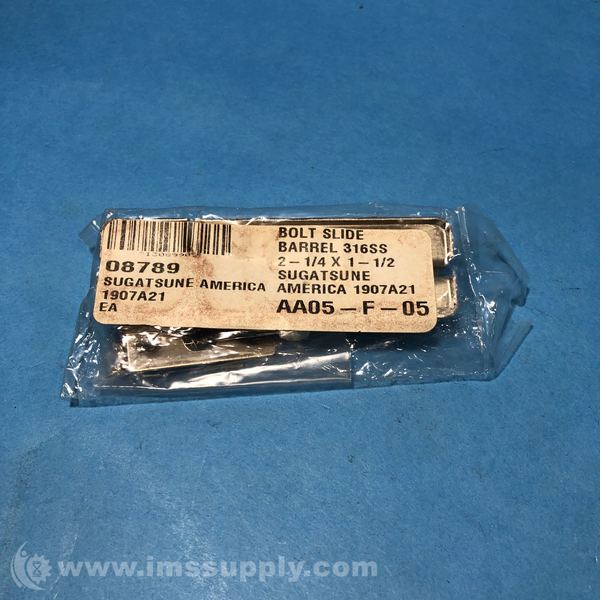 08789
SUGATSUNE AMERICA
1907A21
EA
BOLT SLIDE
BARREL 316SS
2-1/4 X 1-1/2
SUGATSUNE
AMERICA 1907A21
AA05-F-05
www.imssupply.com